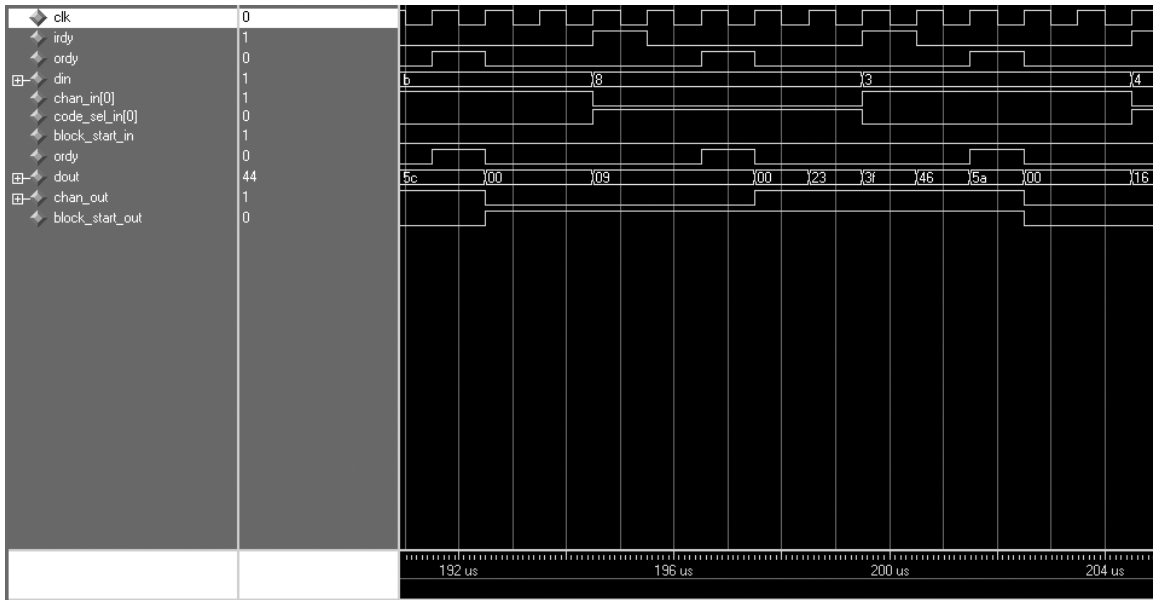 clk 0
irdy 1
ordy 0
din 1 b 8 3 4
chan_in[0] 1
code_sel_in[0] 0
block_start_in 1
ordy 0
dout 44 5c 00 09 00 23 3f 46 5a 00 16
chan_out 1
block_start_out 0
192 us 196 us 200 us 204 us